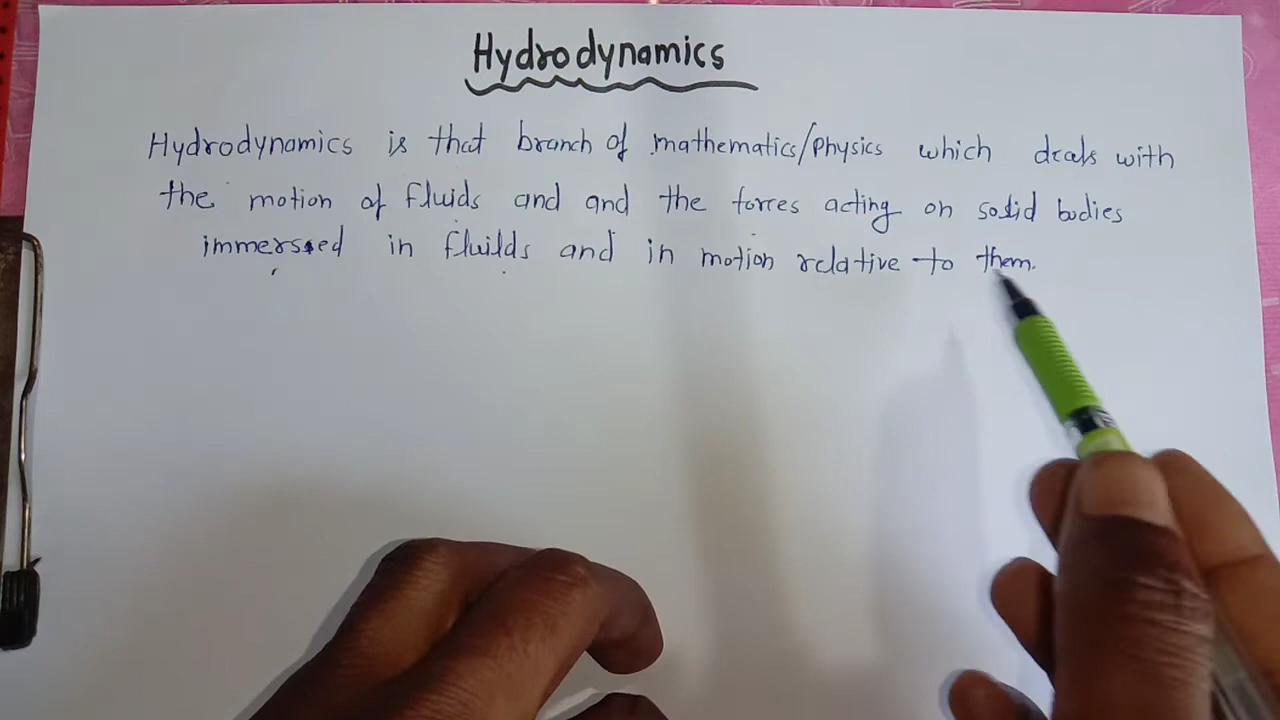 Hydrodynamics
Hydrodynamics is that branch of mathematics/Physics which deals with
the motion of fluids and and the forces acting on solid bodies
immersed in fluilds and in motion relative to them.